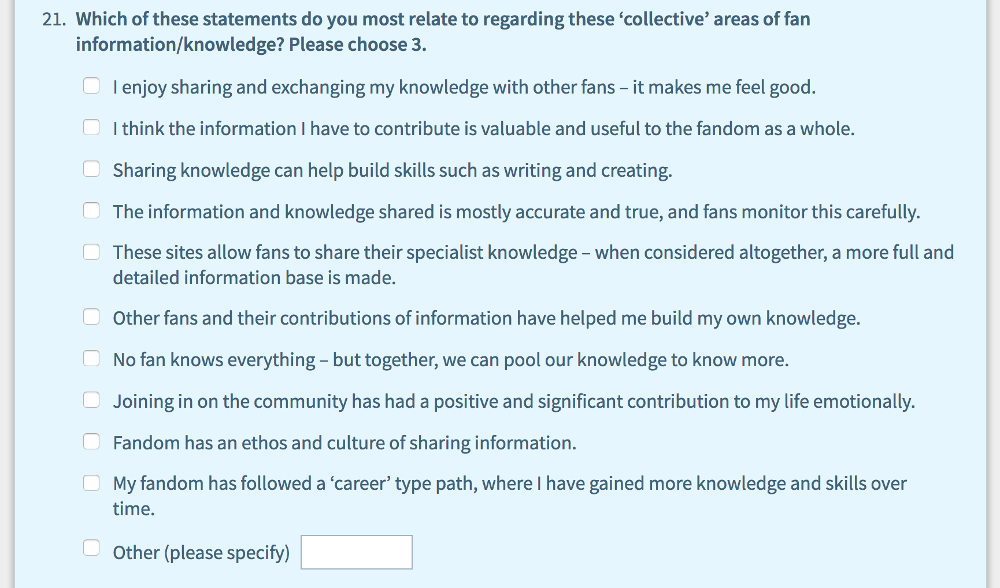 21. Which of these statements do you most relate to regarding these ‘collective’ areas of fan
information/knowledge? Please choose 3.
I enjoy sharing and exchanging my knowledge with other fans – it makes me feel good.
I think the information I have to contribute is valuable and useful to the fandom as a whole.
Sharing knowledge can help build skills such as writing and creating.
The information and knowledge shared is mostly accurate and true, and fans monitor this carefully.
These sites allow fans to share their specialist knowledge – when considered altogether, a more full and
detailed information base is made.
Other fans and their contributions of information have helped me build my own knowledge.
No fan knows everything – but together, we can pool our knowledge to know more.
Joining in on the community has had a positive and significant contribution to my life emotionally.
Fandom has an ethos and culture of sharing information.
My fandom has followed a ‘career’ type path, where I have gained more knowledge and skills over
time.
Other (please specify)